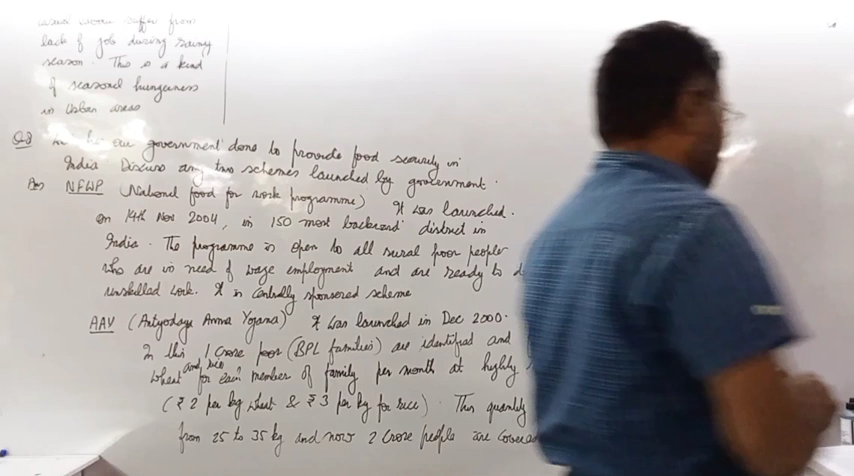 suffer from
lack of job during rainy
season. This is a kind
of seasonal hungerness
in Urban areas
government done to provide food security in
India Discuss any two schemes launched by government.
Ans NFWP (National food for work programme) It was launched.
on 14th Nov 2004, in 150 most backward district in
India. The programme is open to all rural poor people
who are in need of wage employment and are ready to d
unskilled work. It is centrally sponsored scheme
AAY (Antyodaya Anna Yojana) It was launched in Dec 2000.
In this 1 crore poor (BPL families) are identified and
and rice
wheat for each member of family per month at highly
(₹ 2 per kg wheat & ₹ 3 per kg for rice). This quantity
from 25 to 35 kg and now 2 Crore people are covered